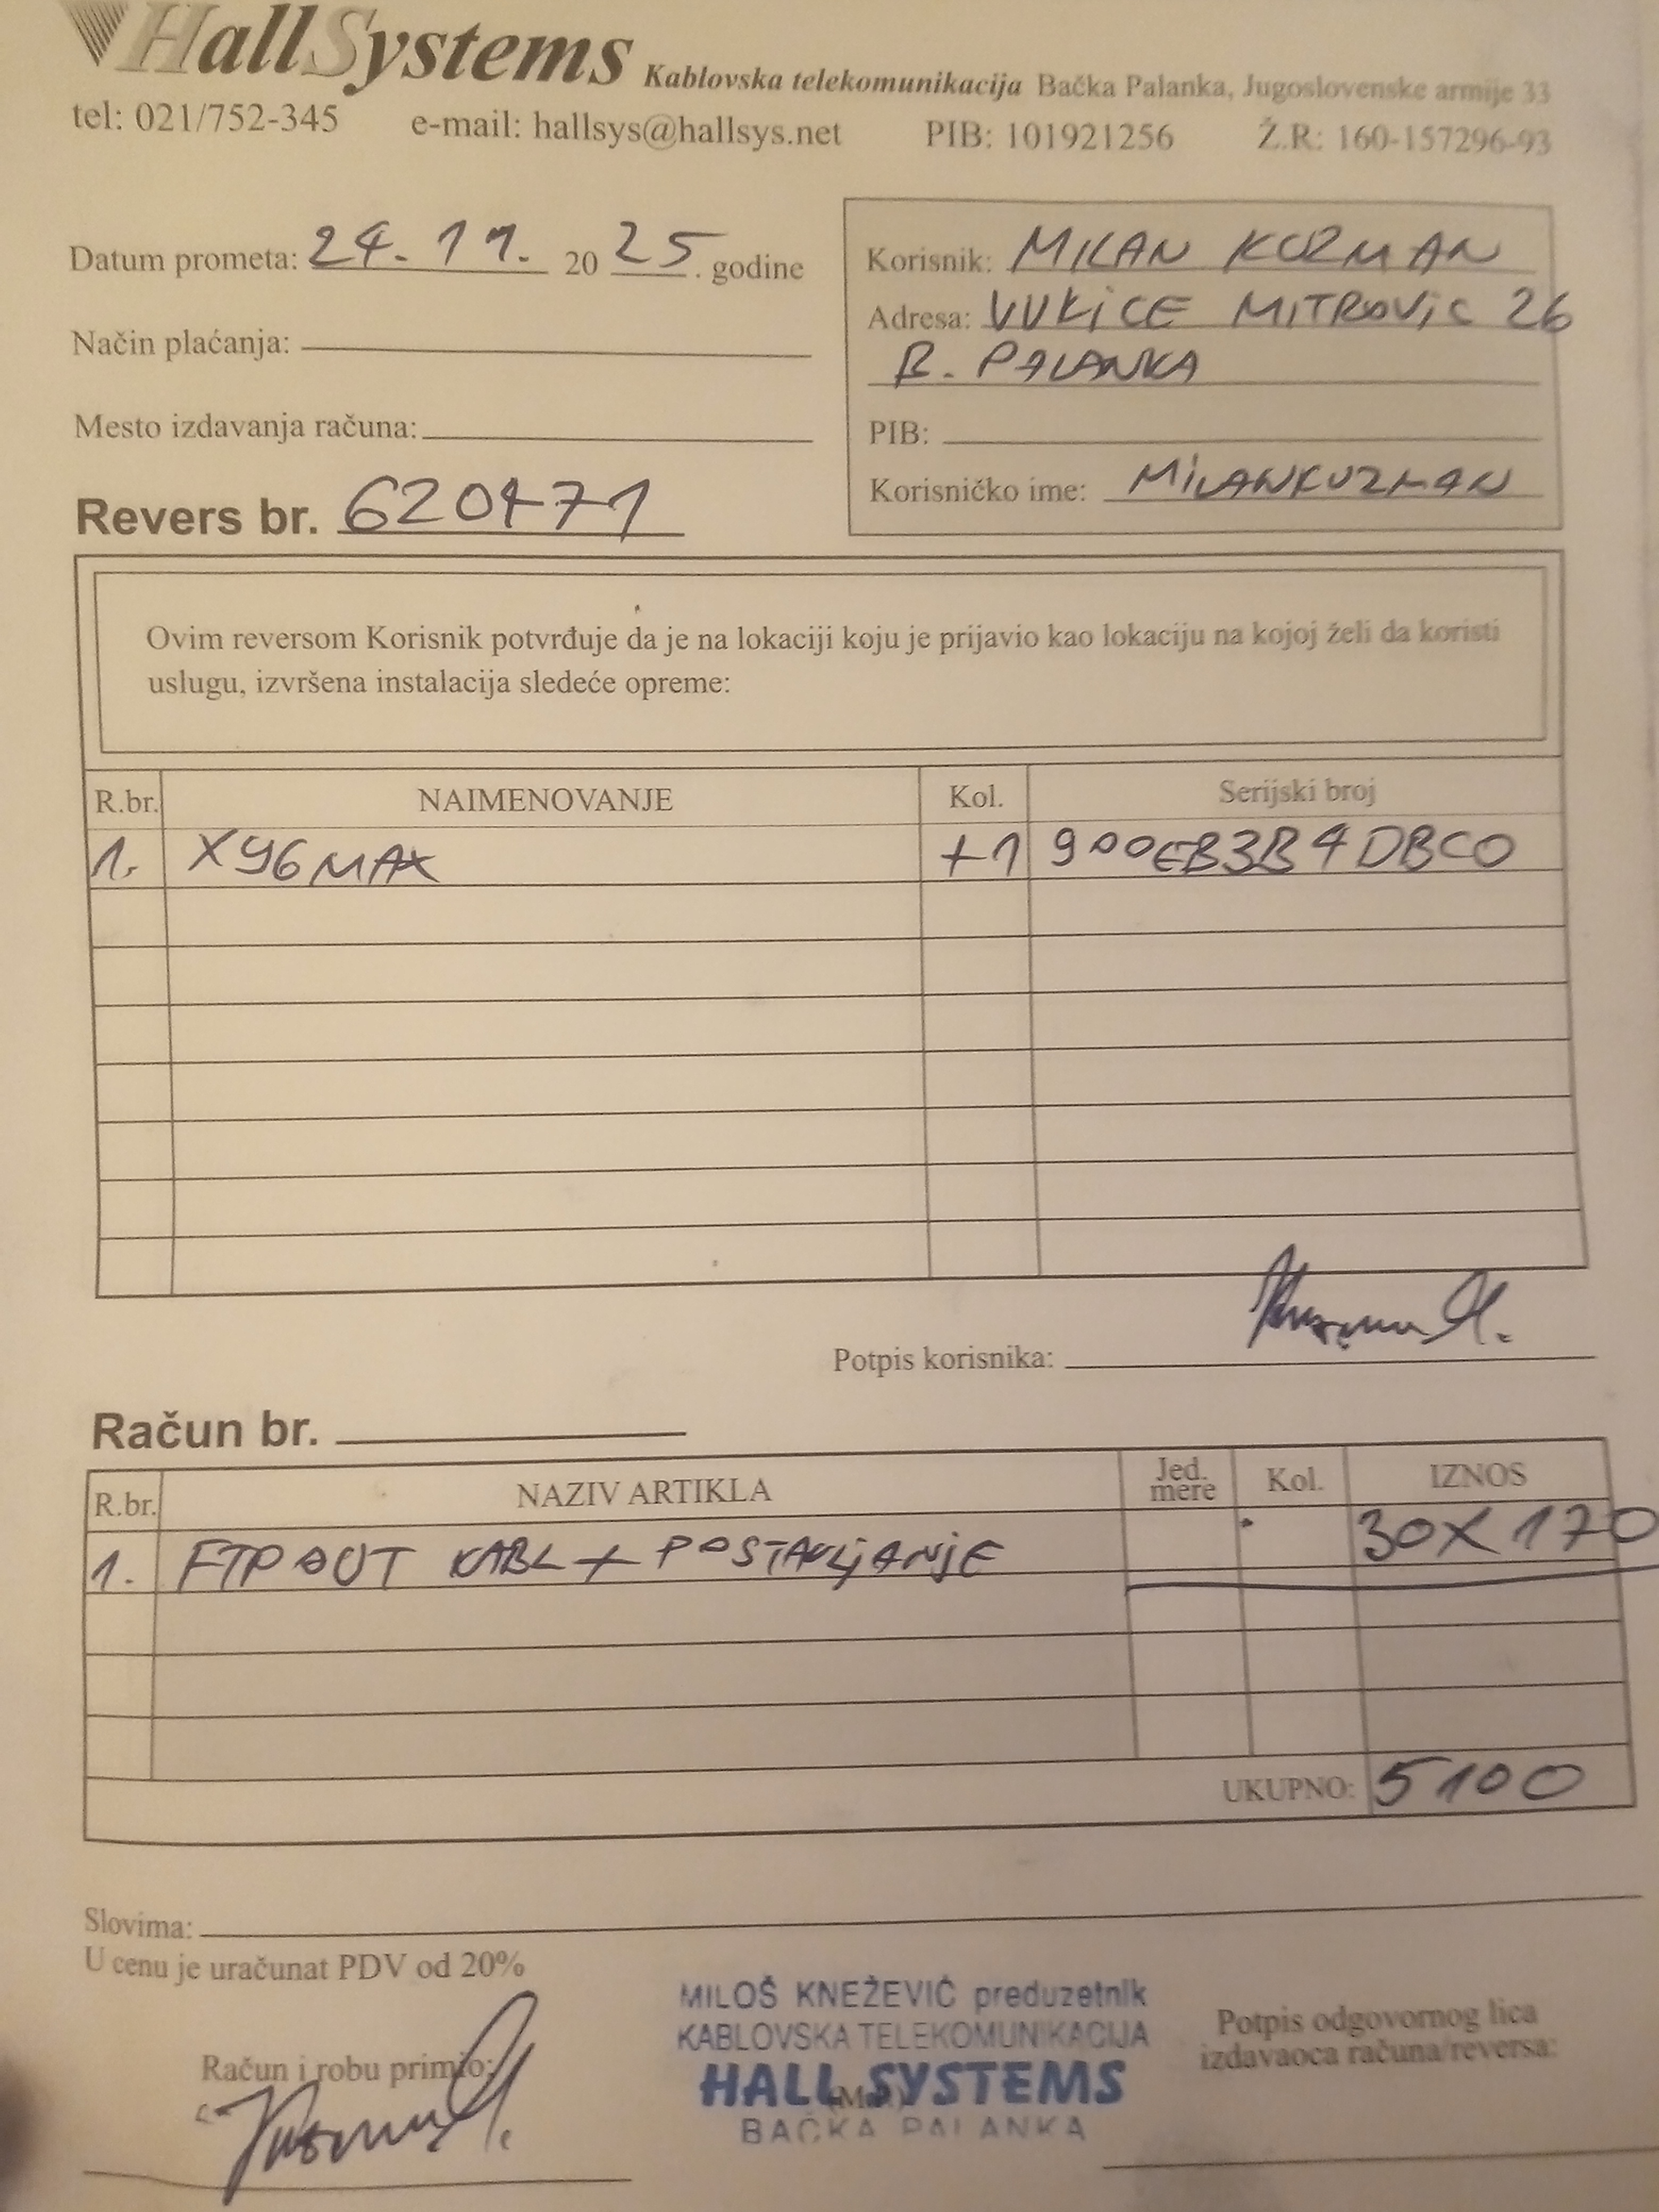 HallSystems Kablovska telekomunikacija Bačka Palanka, Jugoslovenske armije 33
tel: 021/752-345 e-mail: hallsys@hallsys.net PIB: 101921256 Ž.R: 160-157296-93
Datum prometa: 24. 11. 2025. godine
Način plaćanja:
Mesto izdavanja računa:
Revers br. 620471
Korisnik: MILAN KUZMAN
Adresa: VUKiCE MiTROViC 26
B. PALANKA
PIB:
Korisničko ime: MiLANKUZMAN
Ovim reversom Korisnik potvrđuje da je na lokaciji koju je prijavio kao lokaciju na kojoj želi da koristi
uslugu, izvršena instalacija sledeće opreme:
R.br. NAIMENOVANJE Kol. Serijski broj
1. X96MAX +1 900EB3B4DBC0
Potpis korisnika:
Račun br.
R.br. NAZIV ARTIKLA Jed. mere Kol. IZNOS
1. FTP OUT KABL + POSTAVLjANjE 30X170
UKUPNO: 5100
Slovima:
U cenu je uračunat PDV od 20%
Račun i robu primio:
MILOŠ KNEŽEVIĆ preduzetnik
KABLOVSKA TELEKOMUNIKACIJA
HALL SYSTEMS
BAČKA PALANKA
Potpis odgovornog lica
izdavaoca računa/reversa: